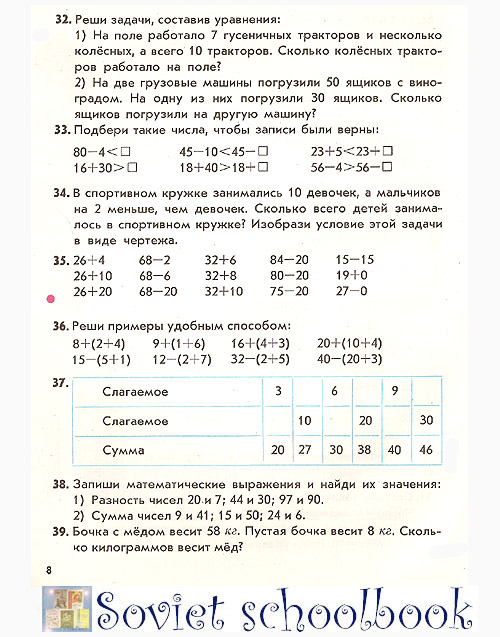 32. Реши задачи, составив уравнения:
1) На поле работало 7 гусеничных тракторов и несколько
колёсных, а всего 10 тракторов. Сколько колёсных тракто-
ров работало на поле?
2) На две грузовые машины погрузили 50 ящиков с вино-
градом. На одну из них погрузили 30 ящиков. Сколько
ящиков погрузили на другую машину?
33. Подбери такие числа, чтобы записи были верны:
80−4<□ 45−10<45−□ 23+5<23+□
16+30>□ 18+40>18+□ 56−4>56−□
34. В спортивном кружке занимались 10 девочек, а мальчиков
на 2 меньше, чем девочек. Сколько всего детей занима-
лось в спортивном кружке? Изобрази условие этой задачи
в виде чертежа.
35. 26+4 68−2 32+6 84−20 15−15
26+10 68−6 32+8 80−20 19+0
26+20 68−20 32+10 75−20 27−0
36. Реши примеры удобным способом:
8+(2+4) 9+(1+6) 16+(4+3) 20+(10+4)
15−(5+1) 12−(2+7) 32−(2+5) 40−(20+3)
37. Слагаемое 3 6 9
Слагаемое 10 20 30
Сумма 20 27 30 38 40 46
38. Запиши математические выражения и найди их значения:
1) Разность чисел 20 и 7; 44 и 30; 97 и 90.
2) Сумма чисел 9 и 41; 15 и 50; 24 и 6.
39. Бочка с мёдом весит 58 кг. Пустая бочка весит 8 кг. Сколь-
ко килограммов весит мёд?
8
Soviet schoolbook